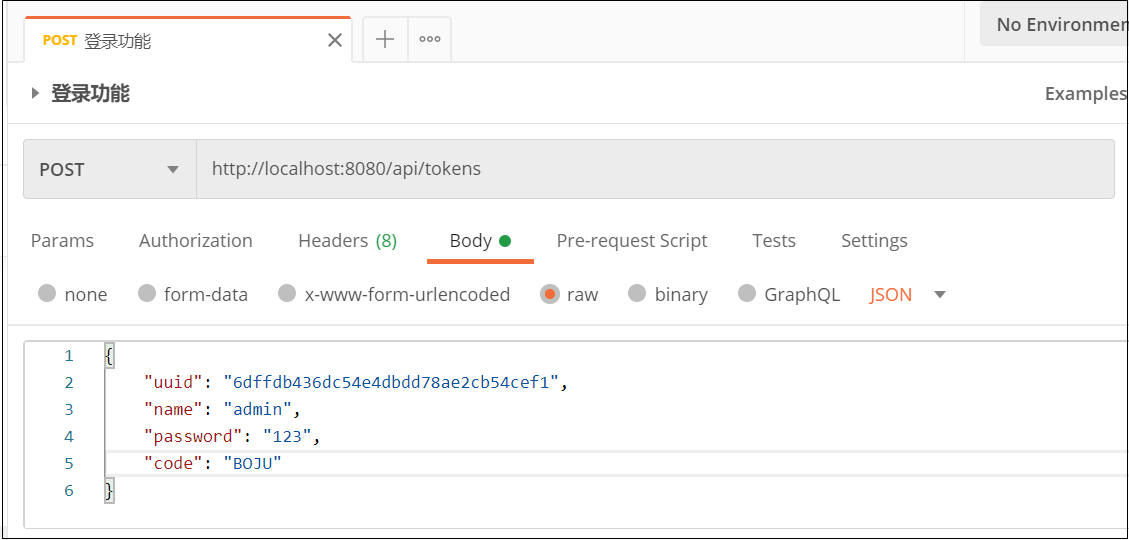 POST 登录功能
No Environmen
登录功能
Examples
POST http://localhost:8080/api/tokens
Params Authorization Headers (8) Body Pre-request Script Tests Settings
none form-data x-www-form-urlencoded raw binary GraphQL JSON
1 {
2 "uuid": "6dffdb436dc54e4dbdd78ae2cb54cef1",
3 "name": "admin",
4 "password": "123",
5 "code": "BOJU"
6 }